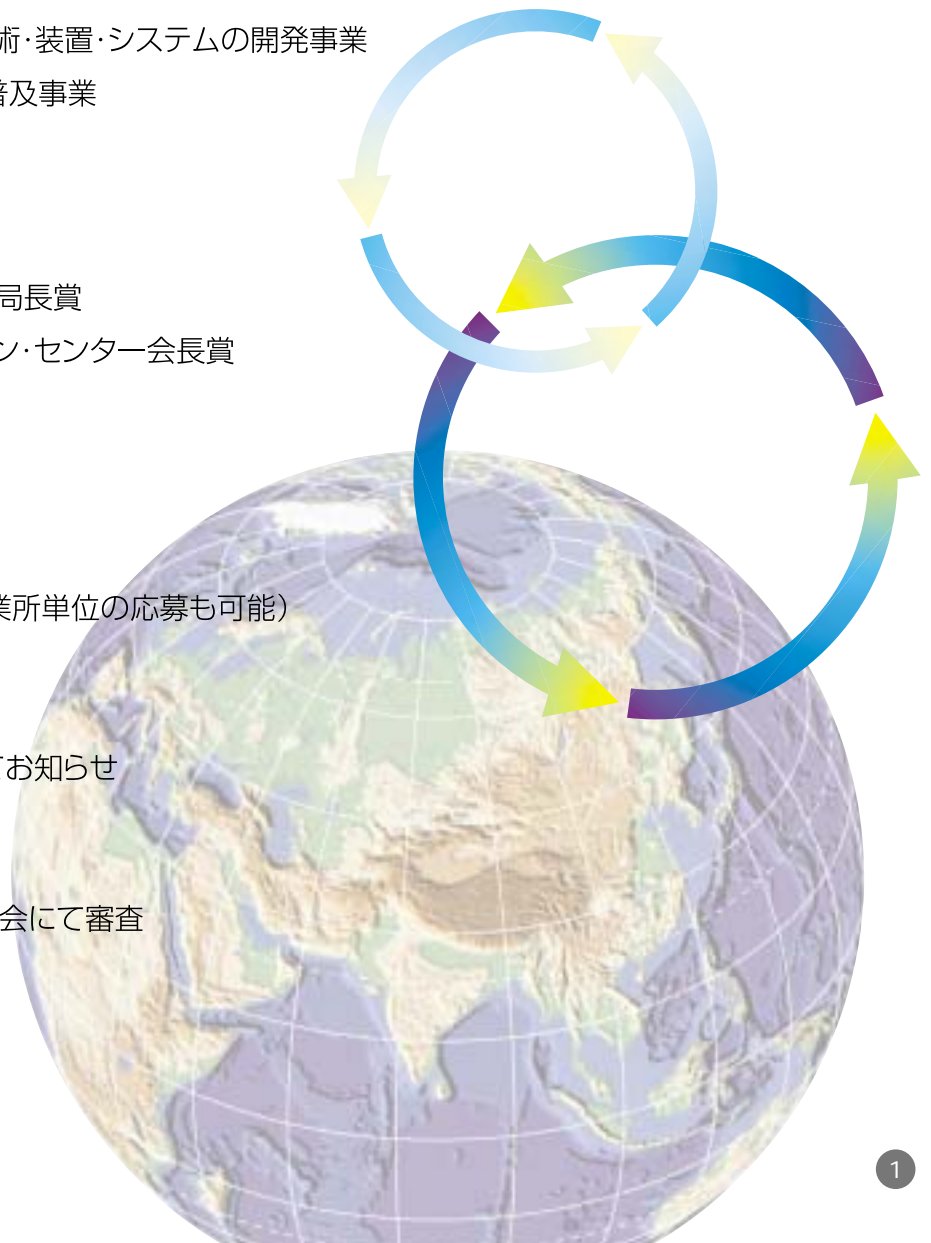 術･装置･システムの開発事業
普及事業
局長賞
ン･センター会長賞
業所単位の応募も可能）
てお知らせ
会にて審査
1